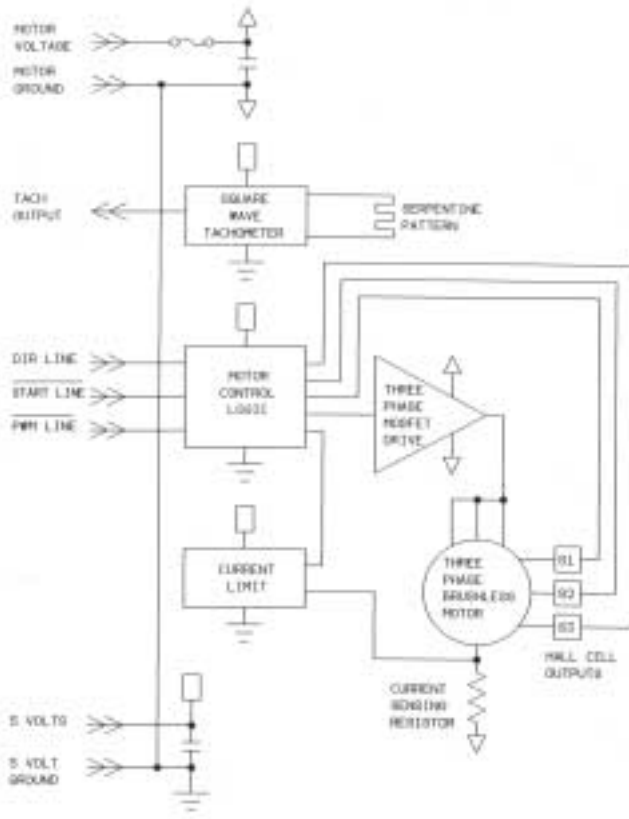 MOTOR
VOLTAGE
MOTOR
GROUND
TACH
OUTPUT
SQUARE
WAVE
TACHOMETER
SERPENTINE
PATTERN
DIR LINE
START LINE
PWM LINE
MOTOR
CONTROL
LOGIC
THREE
PHASE
MOSFET
DRIVE
CURRENT
LIMIT
THREE
PHASE
BRUSHLESS
MOTOR
S1
S2
S3
HALL CELL
OUTPUTS
CURRENT
SENSING
RESISTOR
5 VOLTS
5 VOLT
GROUND